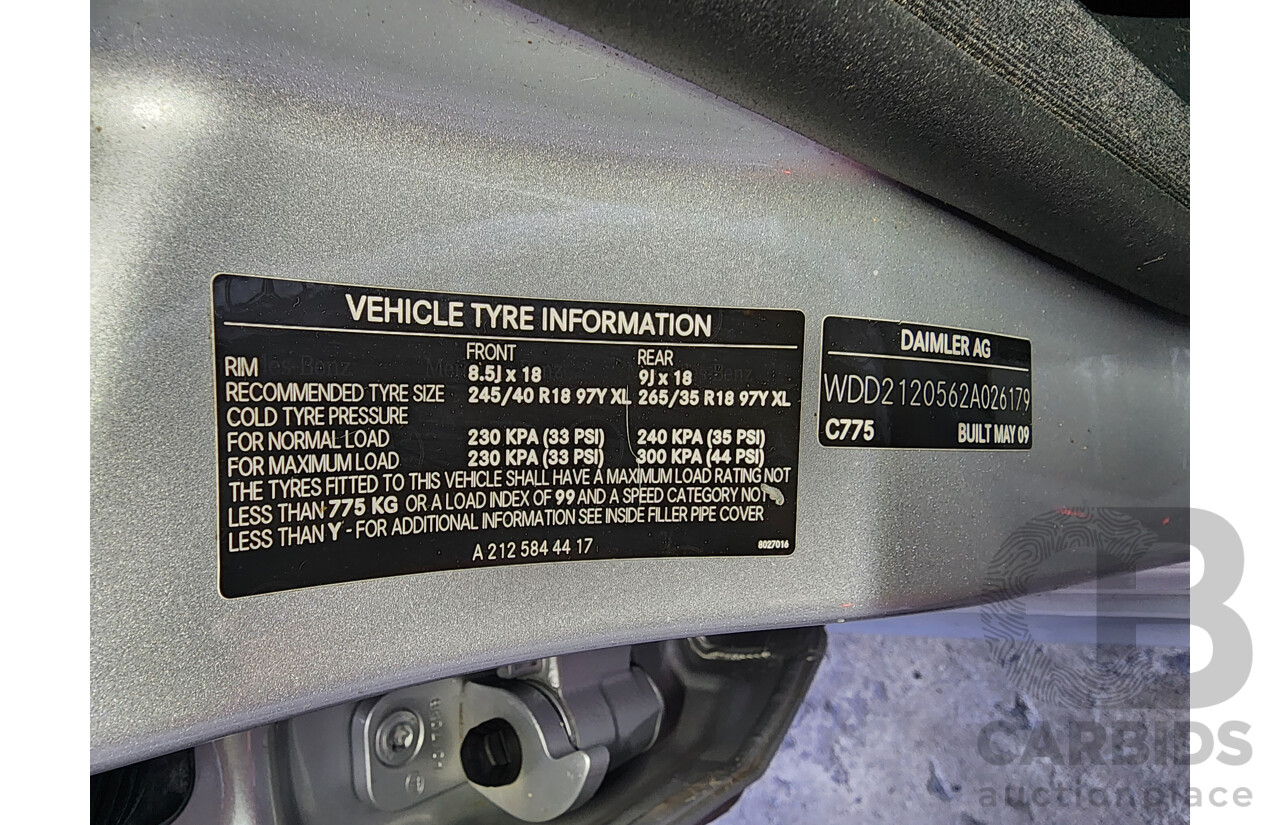 VEHICLE TYRE INFORMATION
FRONT REAR
RIM 8.5J x 18 9J x 18
RECOMMENDED TYRE SIZE 245/40 R18 97Y XL 265/35 R18 97Y XL
COLD TYRE PRESSURE
FOR NORMAL LOAD 230 KPA (33 PSI) 240 KPA (35 PSI)
FOR MAXIMUM LOAD 230 KPA (33 PSI) 300 KPA (44 PSI)
THE TYRES FITTED TO THIS VEHICLE SHALL HAVE A MAXIMUM LOAD RATING NOT
LESS THAN 775 KG OR A LOAD INDEX OF 99 AND A SPEED CATEGORY NOT
LESS THAN Y - FOR ADDITIONAL INFORMATION SEE INSIDE FILLER PIPE COVER
A 212 584 44 17 8027016
DAIMLER AG
WDD2120562A026179
C775 BUILT MAY 09
CB
CARBIDS
auctionplace